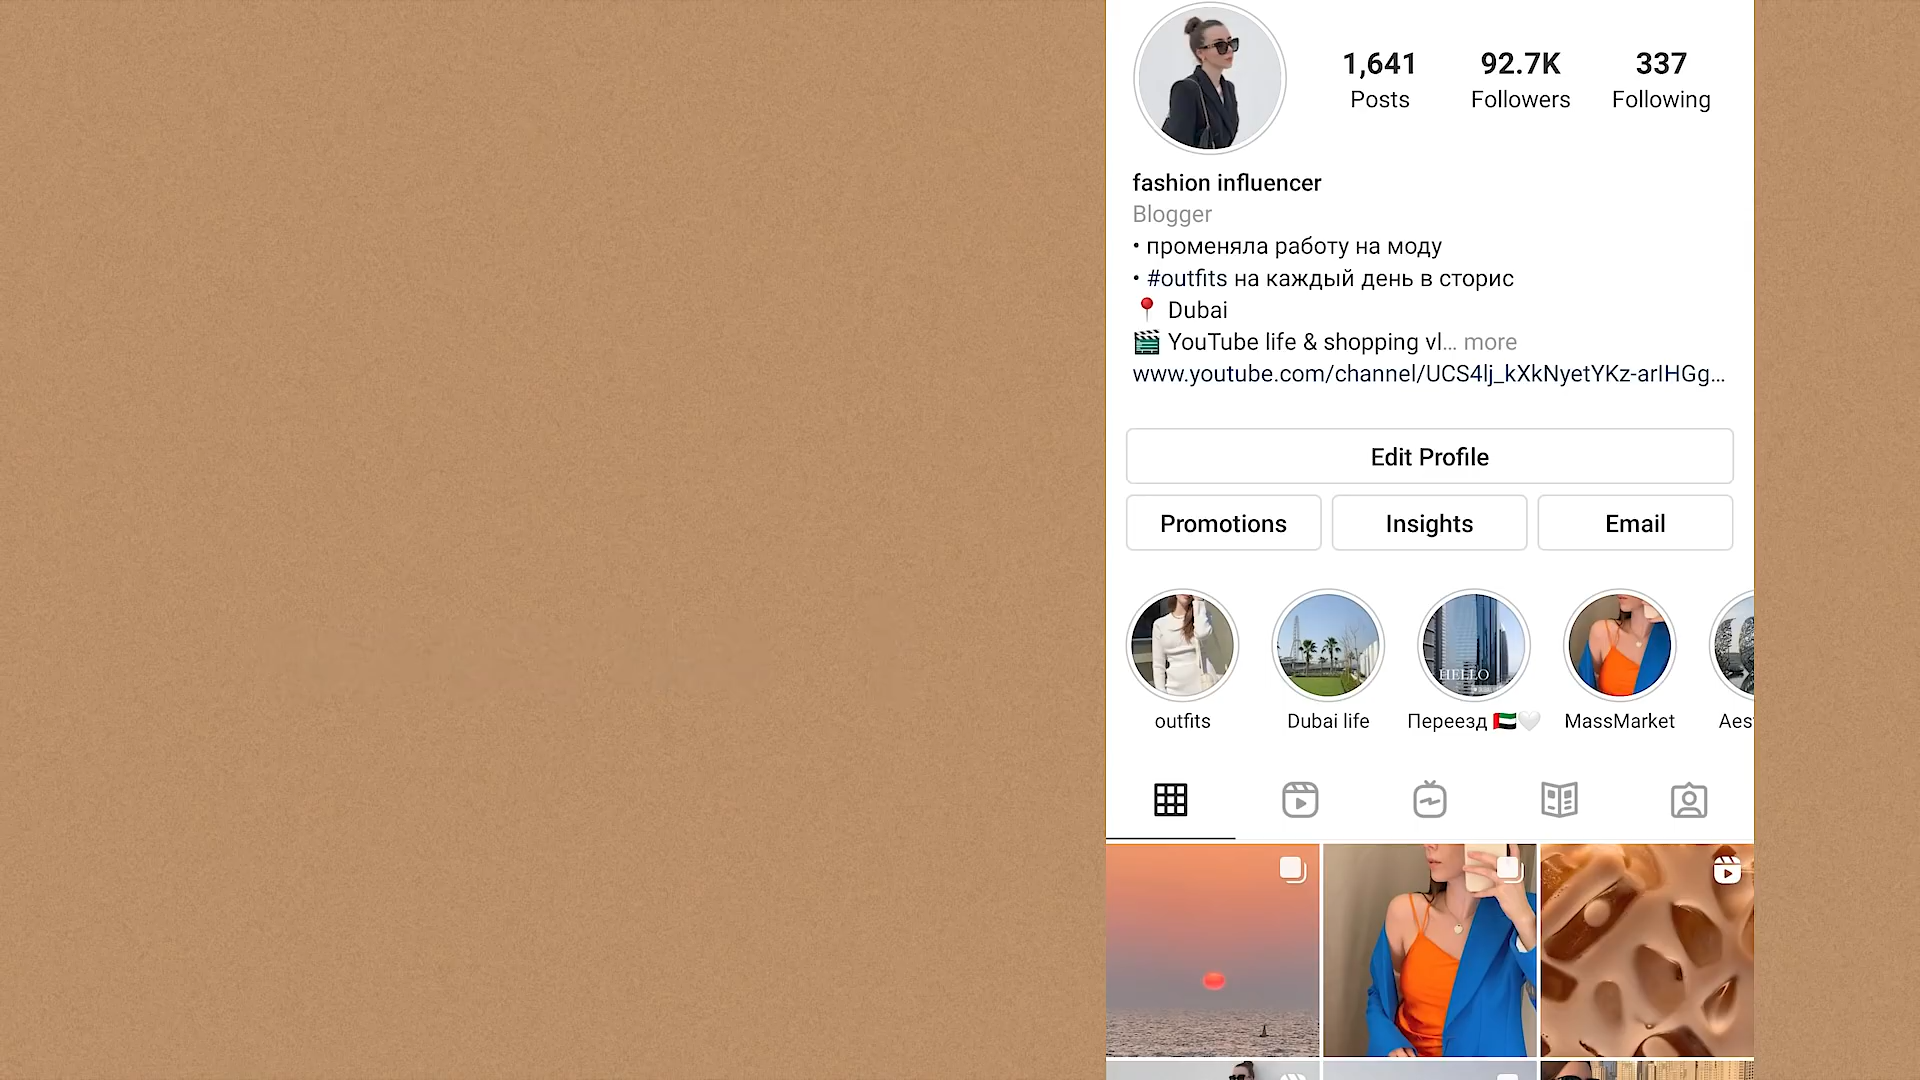 1,641 92.7K 337
Posts Followers Following
fashion influencer
Blogger
• променяла работу на моду
• #outfits на каждый день в сторис
📍 Dubai
🎬 YouTube life & shopping vl... more
www.youtube.com/channel/UCS4lj_kXkNyetYKz-arIHGg...
Edit Profile
Promotions Insights Email
HELLO
outfits Dubai life Переезд 🇦🇪🤍 MassMarket Aes